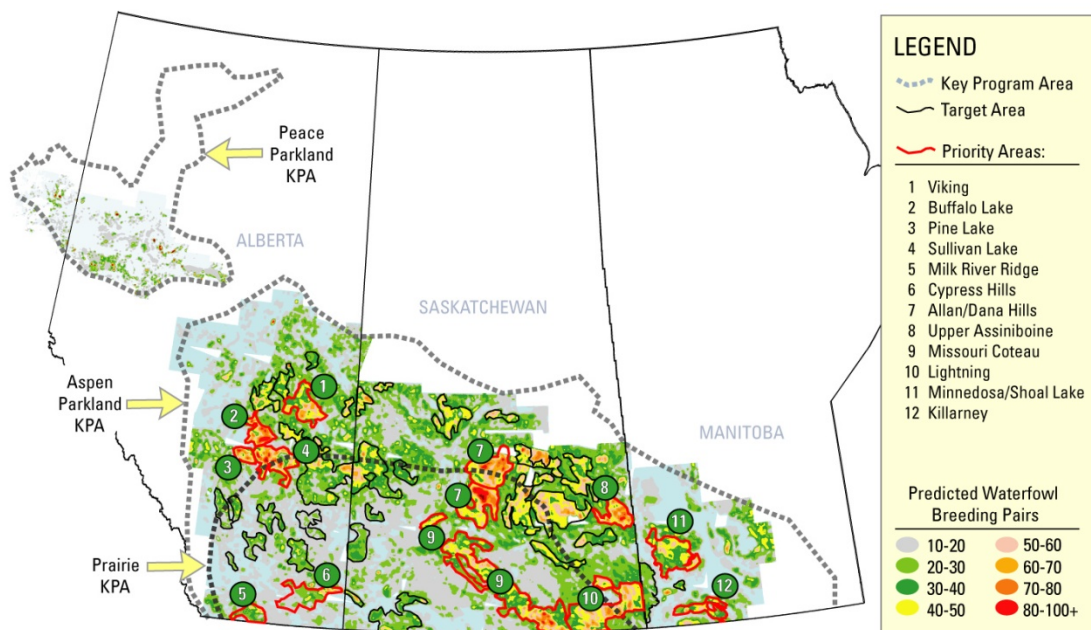 Peace
Parkland
KPA
ALBERTA
SASKATCHEWAN
MANITOBA
Aspen
Parkland
KPA
Prairie
KPA
1
2
3
4
7
7
8
9
9
11
6
5
10
12
LEGEND
Key Program Area
Target Area
Priority Areas:
1 Viking
2 Buffalo Lake
3 Pine Lake
4 Sullivan Lake
5 Milk River Ridge
6 Cypress Hills
7 Allan/Dana Hills
8 Upper Assiniboine
9 Missouri Coteau
10 Lightning
11 Minnedosa/Shoal Lake
12 Killarney
Predicted Waterfowl
Breeding Pairs
10-20 50-60
20-30 60-70
30-40 70-80
40-50 80-100+